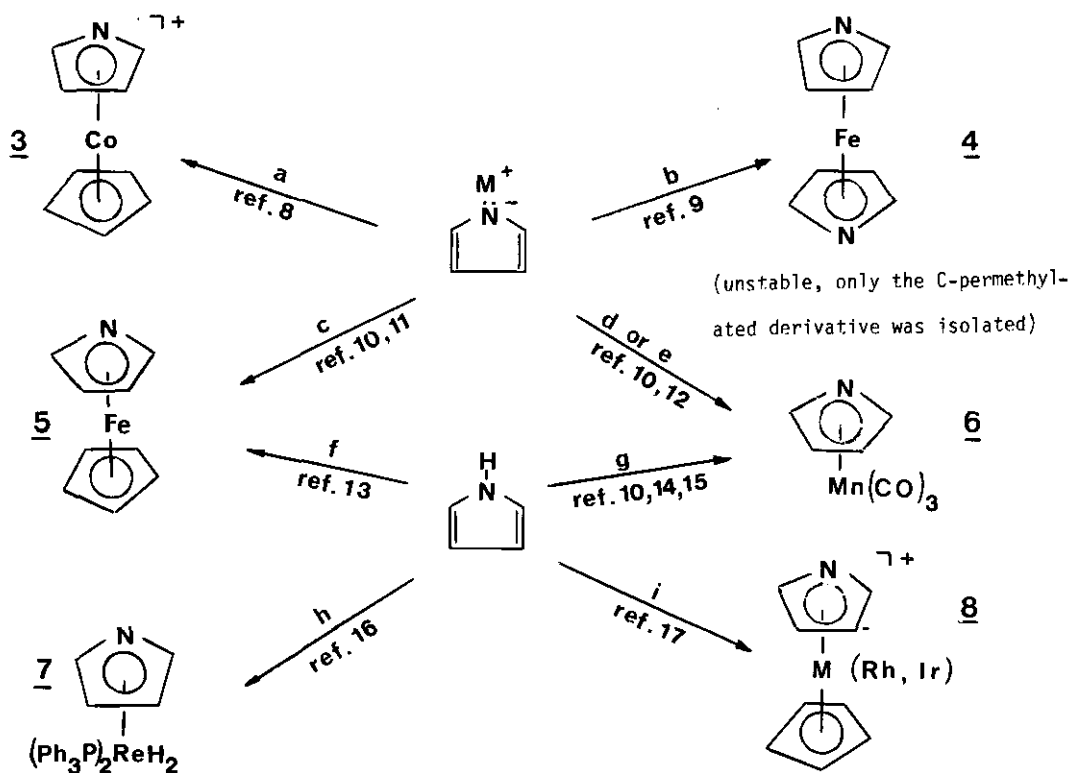 N
⌝+
Co
3
a
ref.8
M+
N
-
b
ref.9
N
Fe
N
4
(unstable, only the C-permethyl-
ated derivative was isolated)
c
ref.10,11
d or e
ref.10,12
N
Fe
5
N
Mn(CO)3
6
f
ref.13
H
N
g
ref.10,14,15
h
ref.16
i
ref.17
N
7
(Ph3P)2ReH2
N
⌝+
8
M (Rh, Ir)